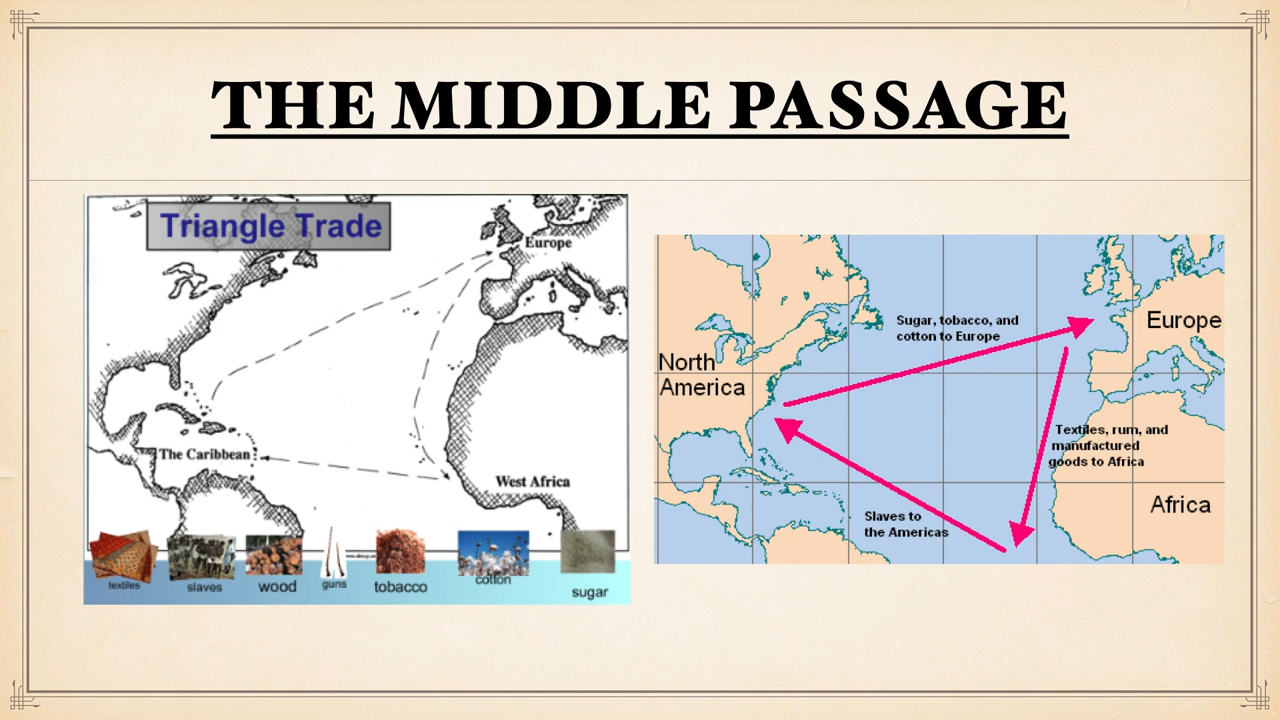 THE MIDDLE PASSAGE
Triangle Trade
Europe
The Caribbean
West Africa
textiles
slaves
wood
guns
tobacco
cotton
sugar
Sugar, tobacco, and
cotton to Europe
Europe
North
America
Textiles, rum, and
manufactured
goods to Africa
Africa
Slaves to
the Americas